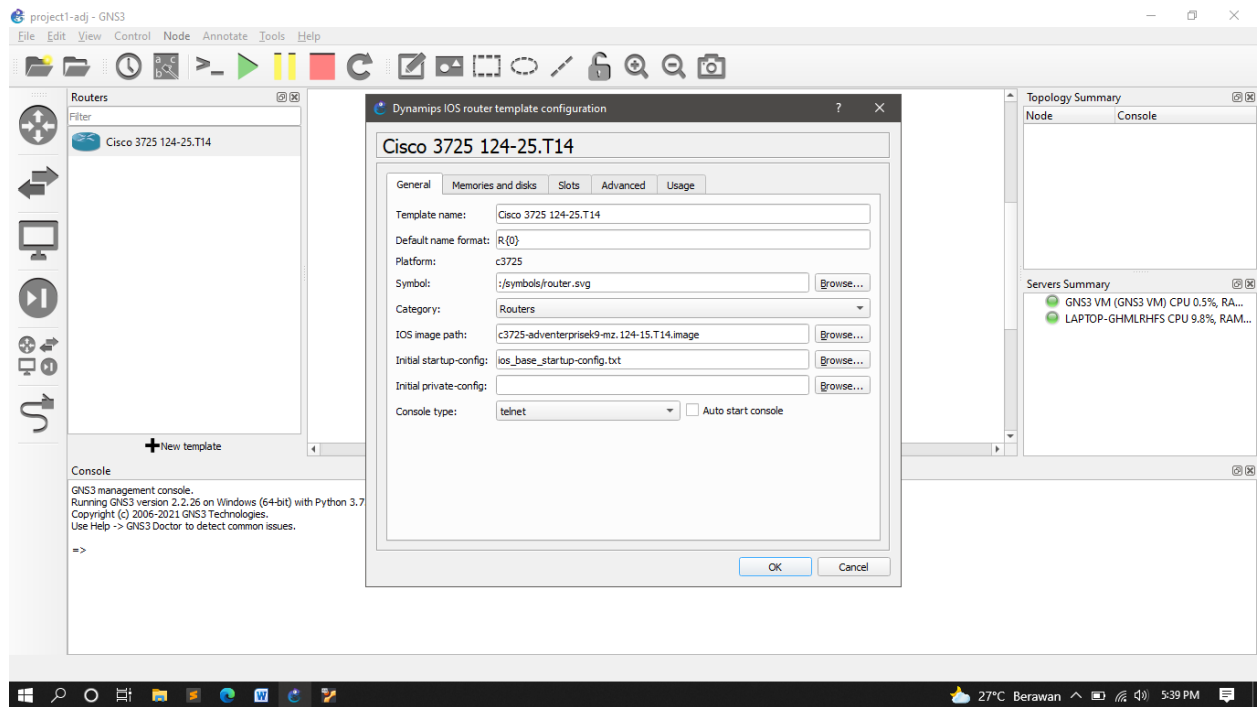 project1-adj - GNS3
File Edit View Control Node Annotate Tools Help
Routers
Filter
Cisco 3725 124-25.T14
New template
Dynamips IOS router template configuration ? ×
Cisco 3725 124-25.T14
General Memories and disks Slots Advanced Usage
Template name: Cisco 3725 124-25.T14
Default name format: R{0}
Platform: c3725
Symbol: :/symbols/router.svg Browse...
Category: Routers
IOS image path: c3725-adventerprisek9-mz.124-15.T14.image Browse...
Initial startup-config: ios_base_startup-config.txt Browse...
Initial private-config: Browse...
Console type: telnet Auto start console
OK Cancel
Topology Summary
Node Console
Servers Summary
GNS3 VM (GNS3 VM) CPU 0.5%, RA...
LAPTOP-GHMLRHFS CPU 9.8%, RAM...
Console
GNS3 management console.
Running GNS3 version 2.2.26 on Windows (64-bit) with Python 3.7
Copyright (c) 2006-2021 GNS3 Technologies.
Use Help -> GNS3 Doctor to detect common issues.
=>
27°C Berawan 5:39 PM